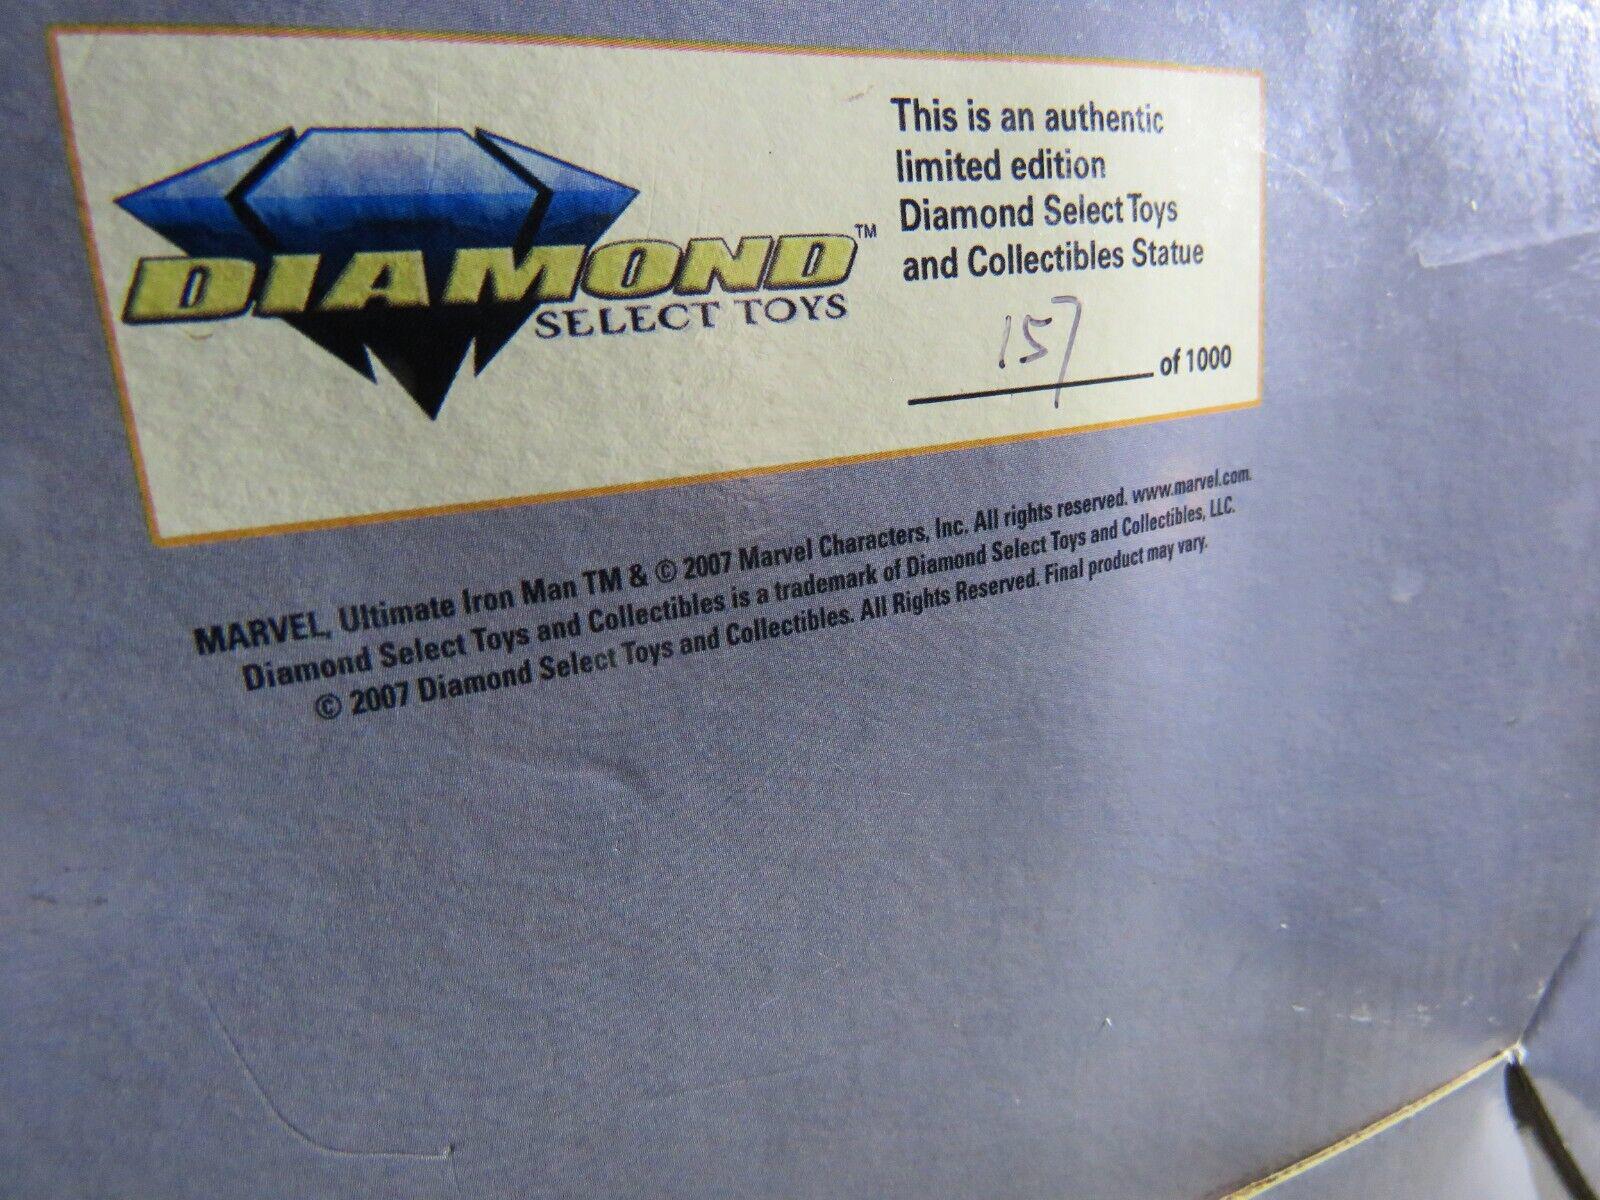 DIAMOND™
SELECT TOYS
This is an authentic
limited edition
Diamond Select Toys
and Collectibles Statue
157 of 1000
MARVEL, Ultimate Iron Man TM & © 2007 Marvel Characters, Inc. All rights reserved. www.marvel.com.
Diamond Select Toys and Collectibles is a trademark of Diamond Select Toys and Collectibles, LLC.
© 2007 Diamond Select Toys and Collectibles. All Rights Reserved. Final product may vary.